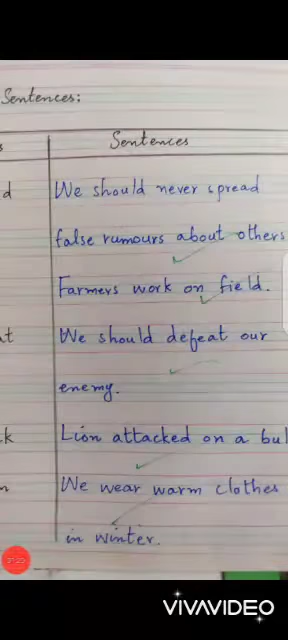 Sentences:
Sentences
We should never spread
false rumours about others
Farmers work on field.
We should defeat our
enemy.
Lion attacked on a bul
We wear warm clothes
in winter.
VIVAVIDEO